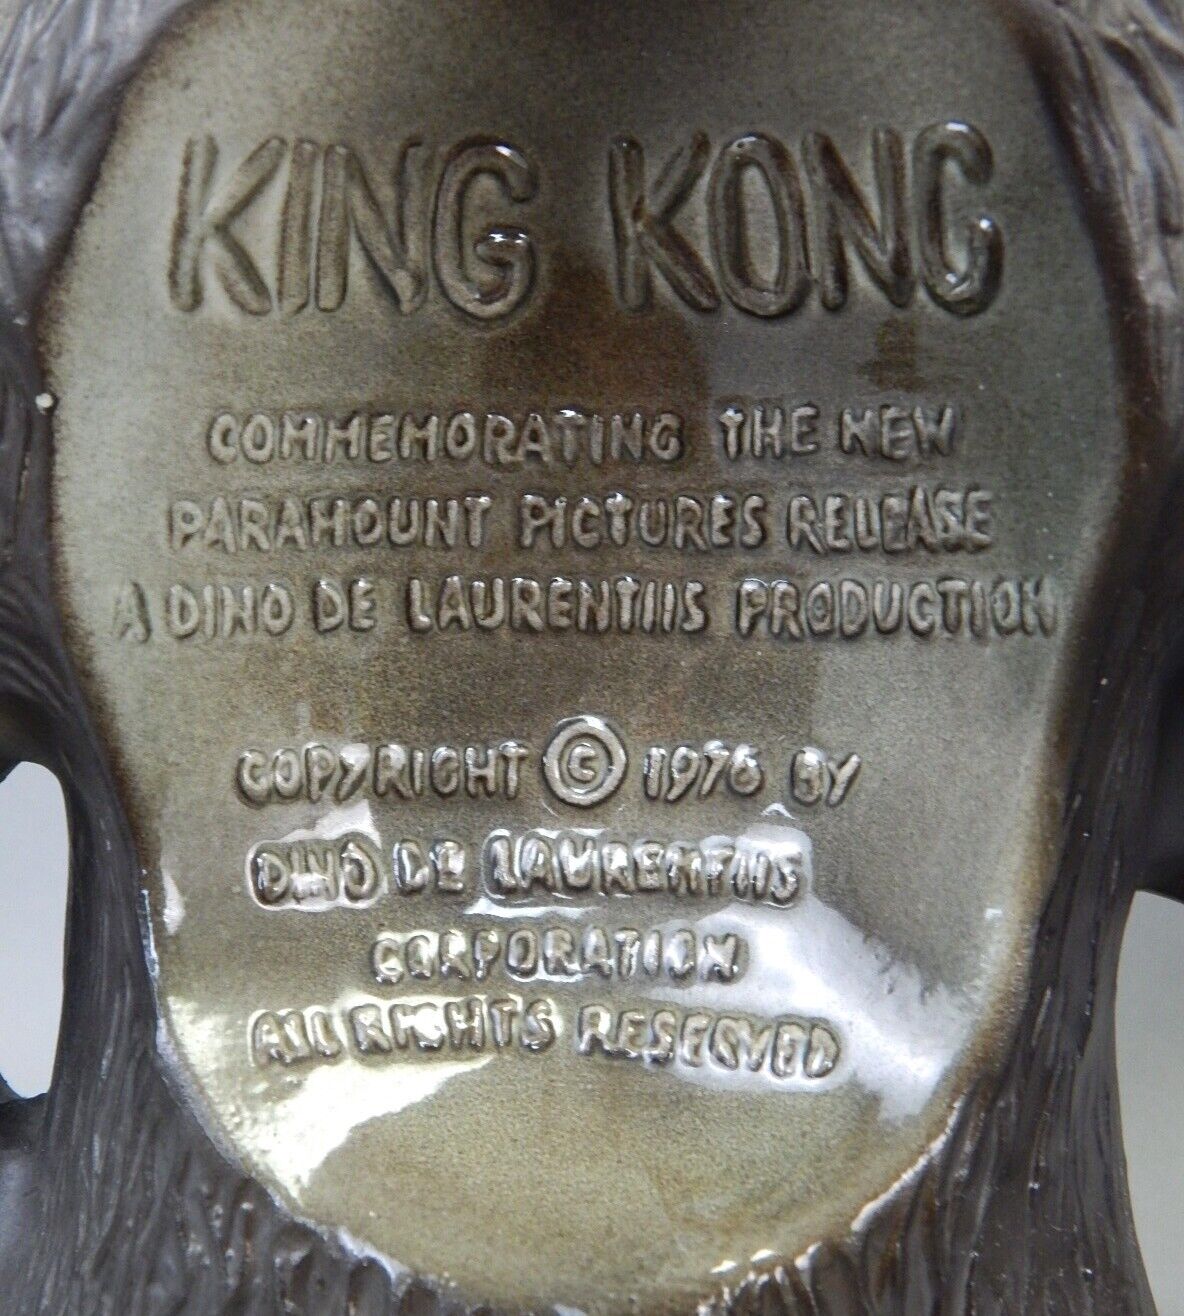 KING KONG
COMMEMORATING THE NEW
PARAMOUNT PICTURES RELEASE
A DINO DE LAURENTIIS PRODUCTION
COPYRIGHT © 1976 BY
DINO DE LAURENTIIS
CORPORATION
ALL RIGHTS RESERVED